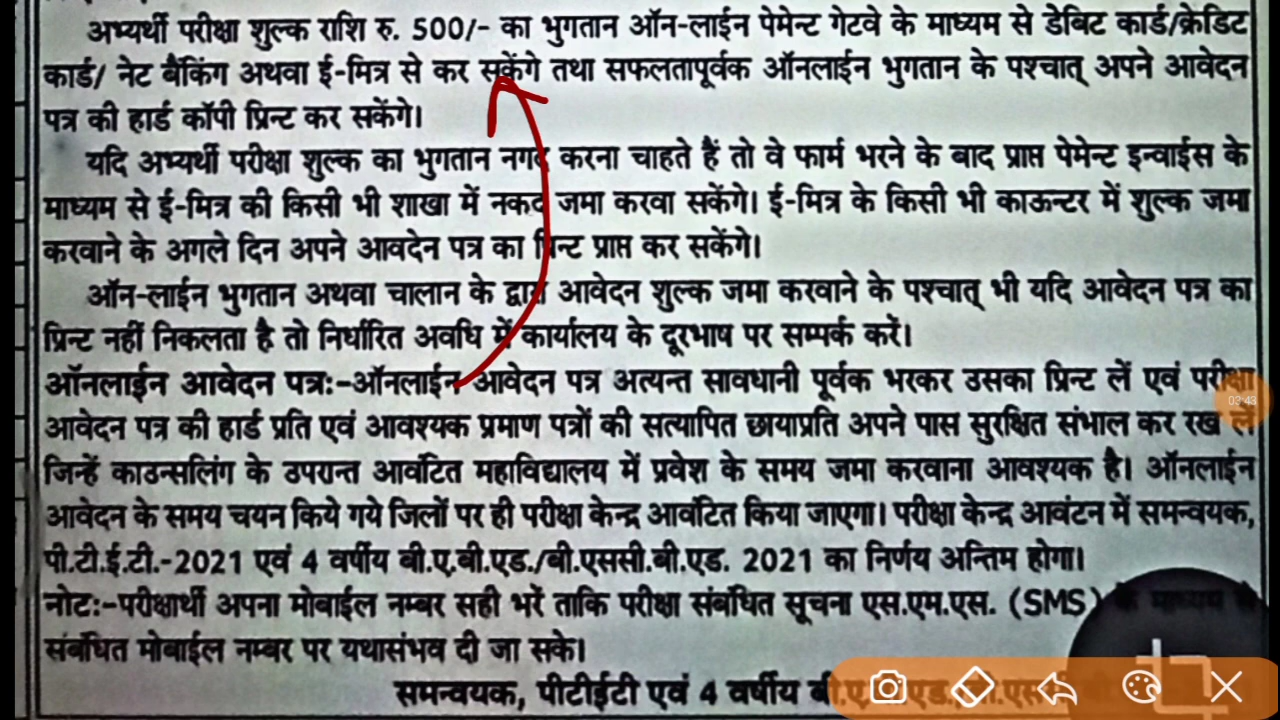 अभ्यर्थी परीक्षा शुल्क राशि रु. 500/- का भुगतान ऑन-लाईन पेमेन्ट गेटवे के माध्यम से डेबिट कार्ड/क्रेडिट
कार्ड/ नेट बैंकिंग अथवा ई-मित्र से कर सकेंगे तथा सफलतापूर्वक ऑनलाईन भुगतान के पश्चात् अपने आवेदन
पत्र की हार्ड कॉपी प्रिन्ट कर सकेंगे।
यदि अभ्यर्थी परीक्षा शुल्क का भुगतान नगद करना चाहते हैं तो वे फार्म भरने के बाद प्राप्त पेमेन्ट इन्वाईस के
माध्यम से ई-मित्र की किसी भी शाखा में नकद जमा करवा सकेंगे। ई-मित्र के किसी भी काऊन्टर में शुल्क जमा
करवाने के अगले दिन अपने आवदेन पत्र का प्रिन्ट प्राप्त कर सकेंगे।
ऑन-लाईन भुगतान अथवा चालान के द्वारा आवेदन शुल्क जमा करवाने के पश्चात् भी यदि आवेदन पत्र का
प्रिन्ट नहीं निकलता है तो निर्धारित अवधि में कार्यालय के दूरभाष पर सम्पर्क करें।
ऑनलाईन आवेदन पत्र:-ऑनलाईन आवेदन पत्र अत्यन्त सावधानी पूर्वक भरकर उसका प्रिन्ट लें एवं परीक्षा
आवेदन पत्र की हार्ड प्रति एवं आवश्यक प्रमाण पत्रों की सत्यापित छायाप्रति अपने पास सुरक्षित संभाल कर रख लें
जिन्हें काउन्सलिंग के उपरान्त आवंटित महाविद्यालय में प्रवेश के समय जमा करवाना आवश्यक है। ऑनलाईन
आवेदन के समय चयन किये गये जिलों पर ही परीक्षा केन्द्र आवंटित किया जाएगा। परीक्षा केन्द्र आवंटन में समन्वयक,
पी.टी.ई.टी.-2021 एवं 4 वर्षीय बी.ए.बी.एड./बी.एससी.बी.एड. 2021 का निर्णय अन्तिम होगा।
नोट:-परीक्षार्थी अपना मोबाईल नम्बर सही भरें ताकि परीक्षा संबंधित सूचना एस.एम.एस. (SMS) के माध्यम से
संबंधित मोबाईल नम्बर पर यथासंभव दी जा सके।
समन्वयक, पीटीईटी एवं 4 वर्षीय
03:43